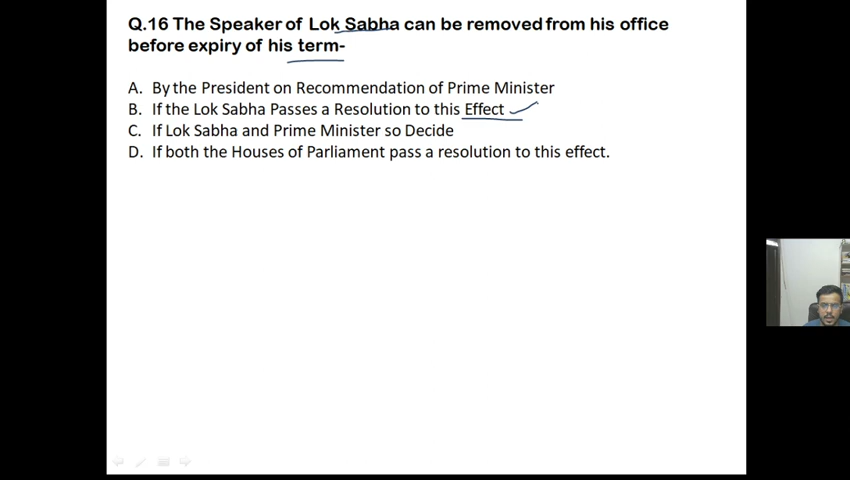 Q.16 The Speaker of Lok Sabha can be removed from his office
before expiry of his term-
A. By the President on Recommendation of Prime Minister
B. If the Lok Sabha Passes a Resolution to this Effect
C. If Lok Sabha and Prime Minister so Decide
D. If both the Houses of Parliament pass a resolution to this effect.